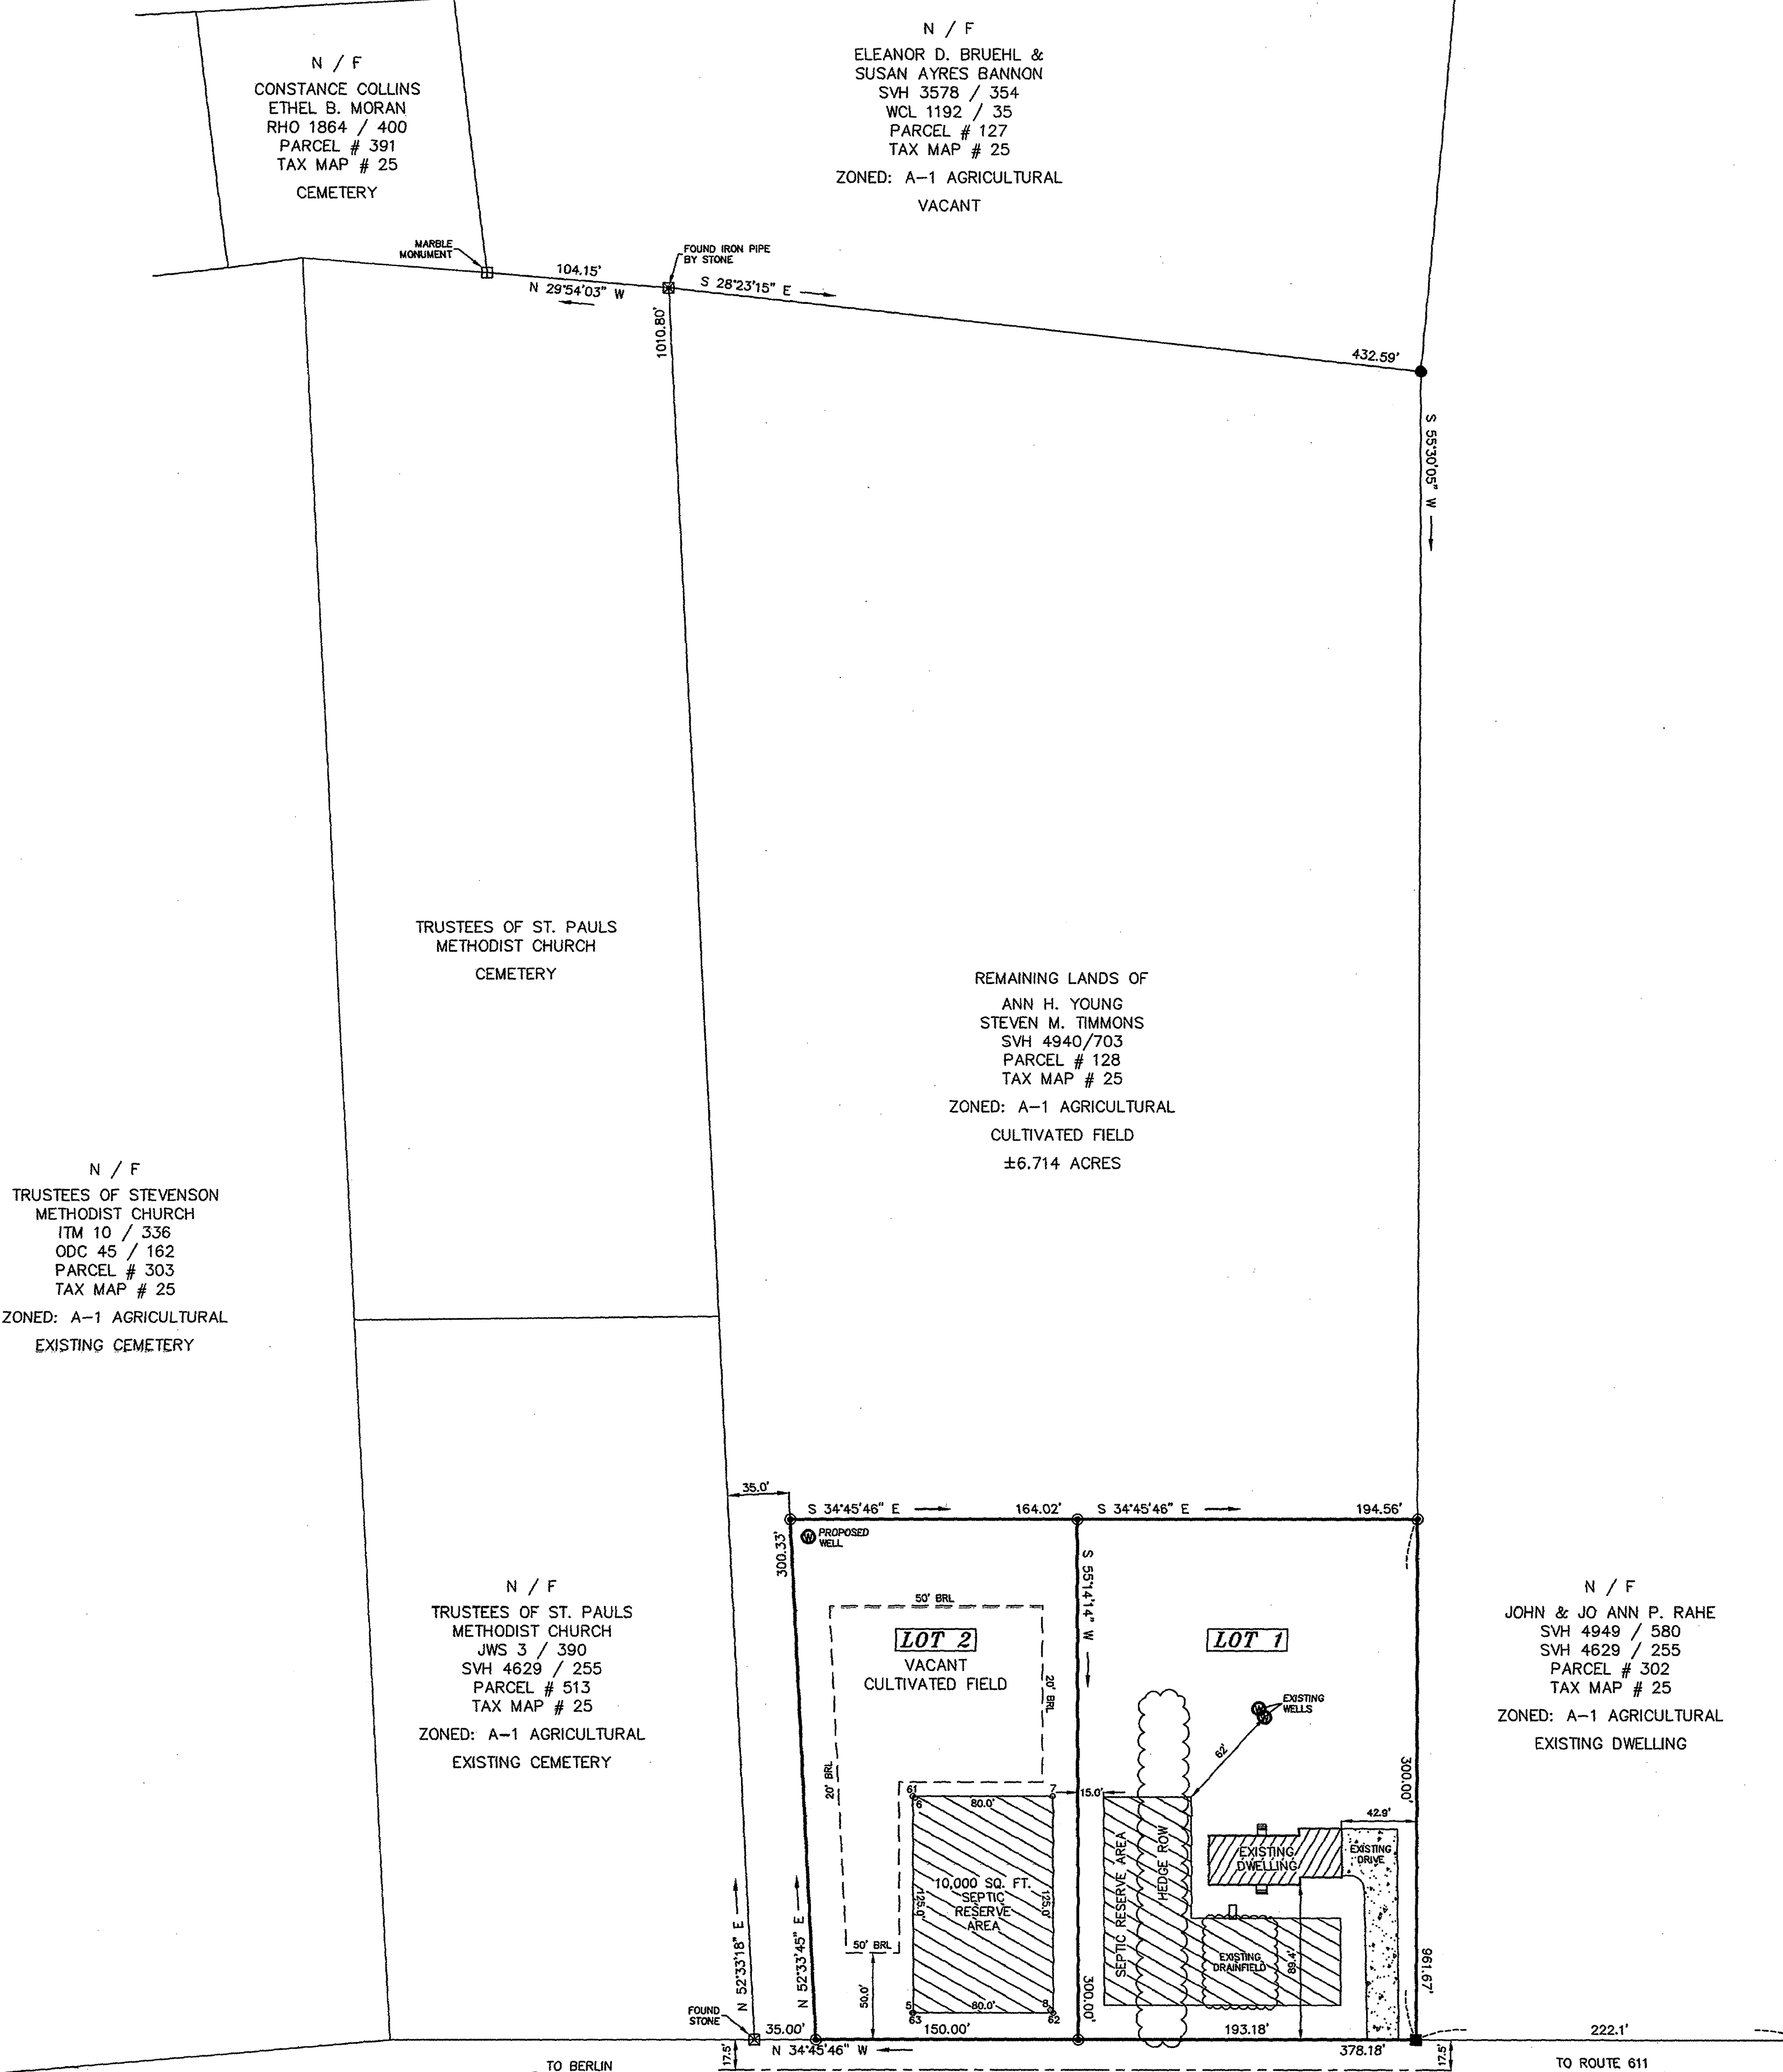 N / F
CONSTANCE COLLINS
ETHEL B. MORAN
RHO 1864 / 400
PARCEL # 391
TAX MAP # 25
CEMETERY
N / F
ELEANOR D. BRUEHL &
SUSAN AYRES BANNON
SVH 3578 / 354
WCL 1192 / 35
PARCEL # 127
TAX MAP # 25
ZONED: A-1 AGRICULTURAL
VACANT
MARBLE
MONUMENT
FOUND IRON PIPE
BY STONE
104.15'
N 29°54'03" W
S 28°23'15" E
432.59'
1010.80'
S 55°30'05" W
TRUSTEES OF ST. PAULS
METHODIST CHURCH
CEMETERY
REMAINING LANDS OF
ANN H. YOUNG
STEVEN M. TIMMONS
SVH 4940/703
PARCEL # 128
TAX MAP # 25
ZONED: A-1 AGRICULTURAL
CULTIVATED FIELD
±6.714 ACRES
N / F
TRUSTEES OF STEVENSON
METHODIST CHURCH
ITM 10 / 336
ODC 45 / 162
PARCEL # 303
TAX MAP # 25
ZONED: A-1 AGRICULTURAL
EXISTING CEMETERY
35.0'
S 34°45'46" E
164.02'
S 34°45'46" E
194.56'
300.33'
W
PROPOSED
WELL
S 55°14'14" W
N / F
TRUSTEES OF ST. PAULS
METHODIST CHURCH
JWS 3 / 390
SVH 4629 / 255
PARCEL # 513
TAX MAP # 25
ZONED: A-1 AGRICULTURAL
EXISTING CEMETERY
50' BRL
LOT 2
VACANT
CULTIVATED FIELD
20' BRL
20' BRL
LOT 1
W
W
EXISTING
WELLS
62'
N / F
JOHN & JO ANN P. RAHE
SVH 4949 / 580
SVH 4629 / 255
PARCEL # 302
TAX MAP # 25
ZONED: A-1 AGRICULTURAL
EXISTING DWELLING
300.00'
61
6
80.0'
7
15.0'
42.9'
10,000 SQ. FT.
SEPTIC
RESERVE
AREA
125.0'
125.0'
SEPTIC RESERVE AREA
HEDGE ROW
EXISTING
DWELLING
EXISTING
DRIVE
EXISTING
DRAINFIELD
89.4'
50' BRL
50.0'
5
63
80.0'
8
62
300.00'
961.67'
N 52°33'18" E
N 52°33'45" E
FOUND
STONE
35.00'
150.00'
193.18'
222.1'
N 34°45'46" W
378.18'
17.5'
17.5'
TO BERLIN
TO ROUTE 611